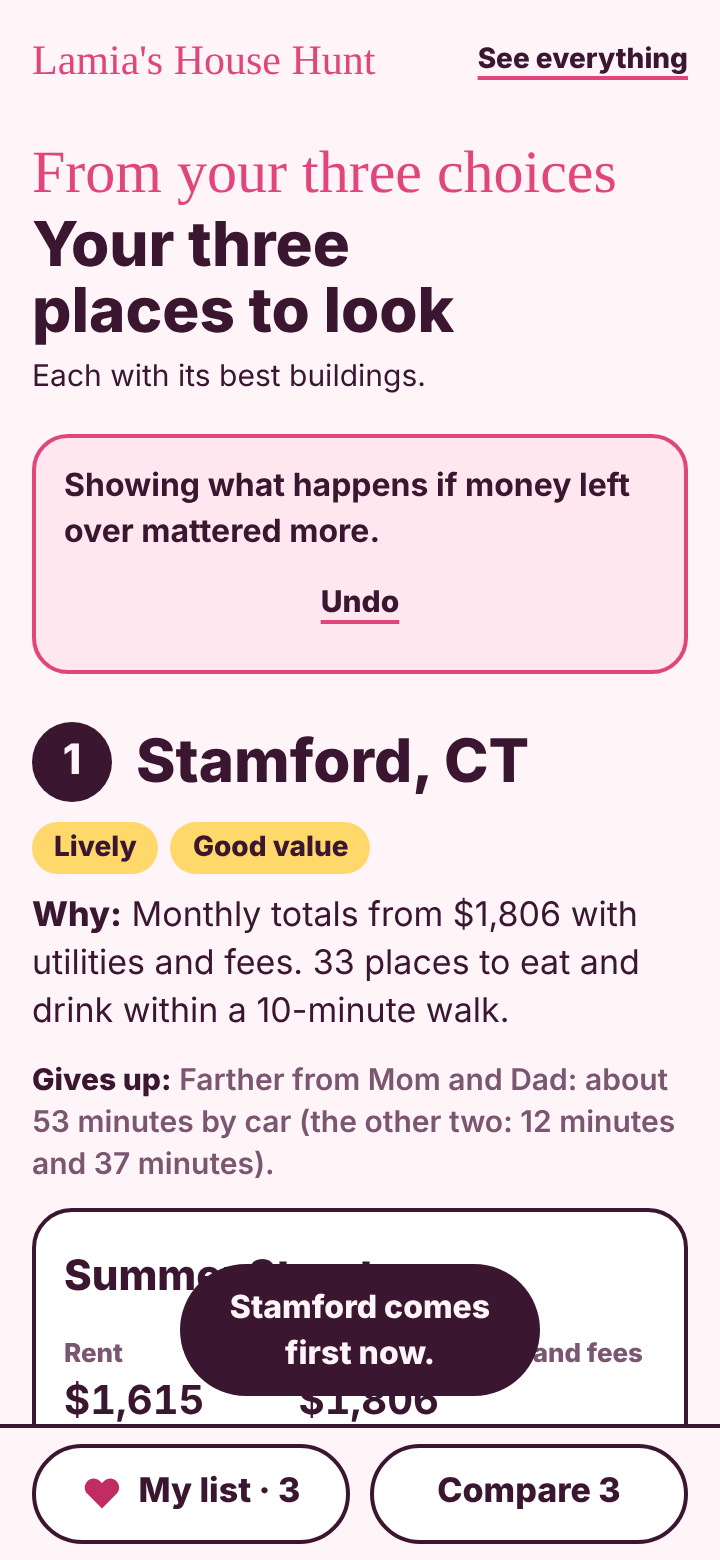 Lamia's House Hunt
See everything
From your three choices
Your three
places to look
Each with its best buildings.
Showing what happens if money left
over mattered more.
Undo
1 Stamford, CT
Lively
Good value
Why: Monthly totals from $1,806 with
utilities and fees. 33 places to eat and
drink within a 10-minute walk.
Gives up: Farther from Mom and Dad: about
53 minutes by car (the other two: 12 minutes
and 37 minutes).
Stamford comes
first now.
Rent
and fees
$1,615
$1,806
My list · 3
Compare 3